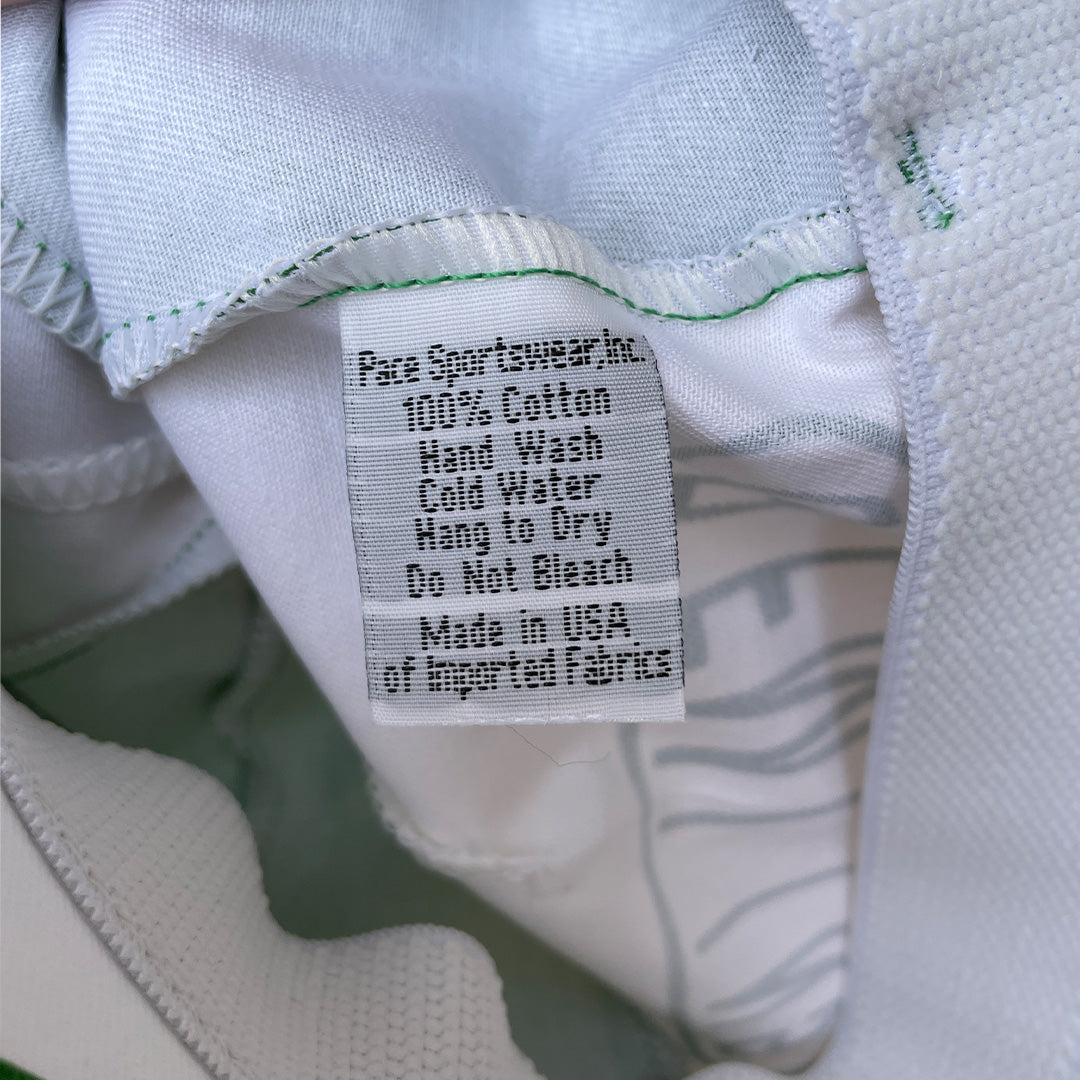 Pace Sportswear,Inc.
100% Cotton
Hand Wash
Cold Water
Hang to Dry
Do Not Bleach
Made in USA
of Imported Fabrics